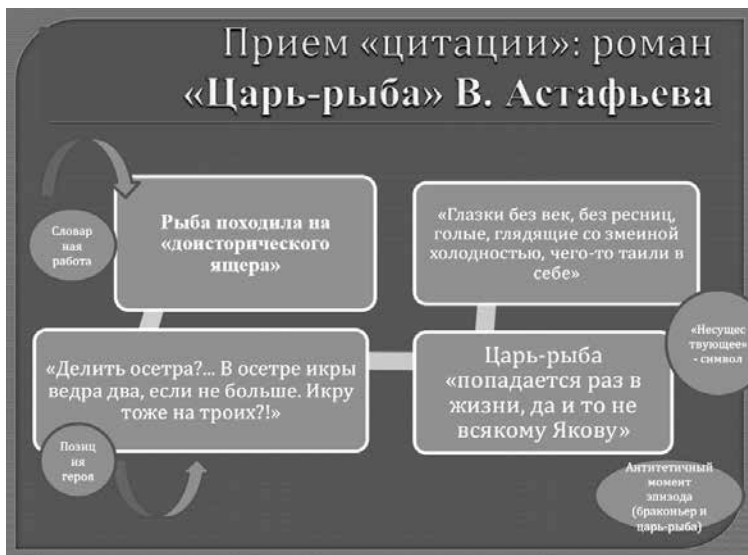 Прием «цитации»: роман
«Царь-рыба» В. Астафьева
Словар
ная
работа
Рыба походила на
«доисторического
ящера»
«Глазки без век, без ресниц,
голые, глядящие со змеиной
холодностью, чего-то таили в
себе»
«Делить осетра?... В осетре икры
ведра два, если не больше. Икру
тоже на троих?!»
Царь-рыба
«попадается раз в
жизни, да и то не
всякому Якову»
«Несущес
твующее»
- символ
Позиц
ия
героя
Антитетичный
момент
эпизода
(браконьер и
царь-рыба)